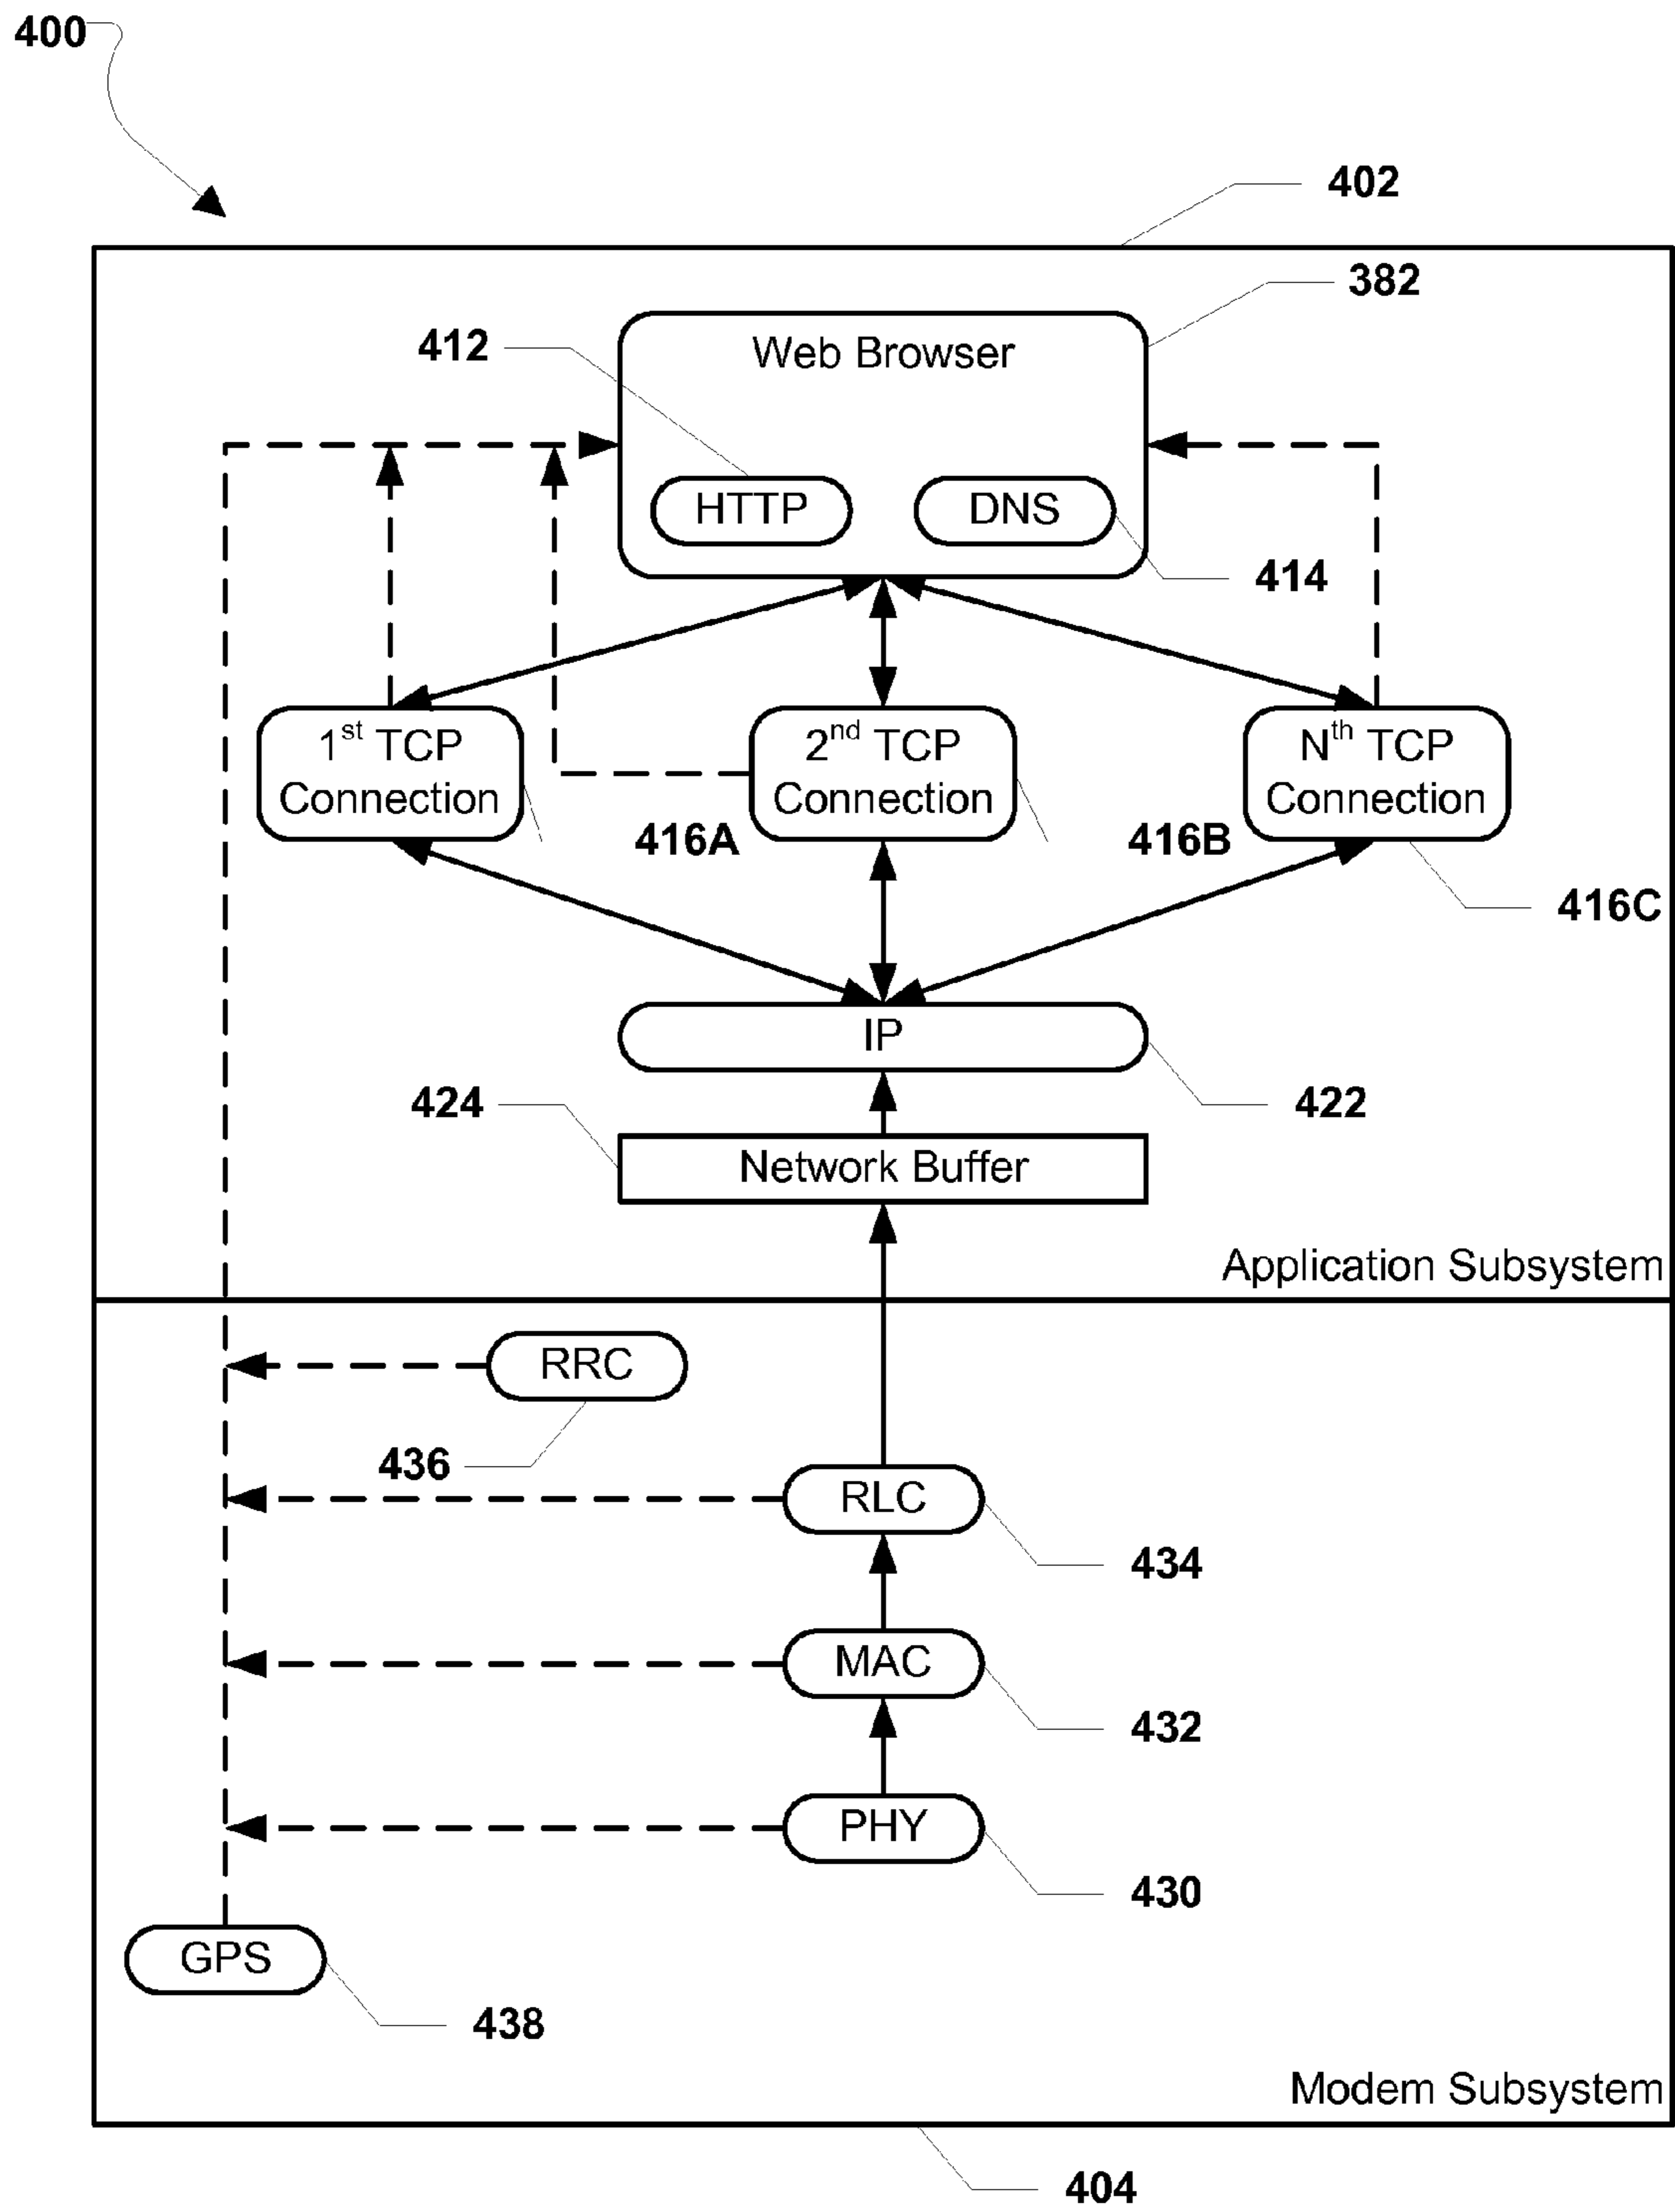 400
402
382
412
Web Browser
HTTP
DNS
414
1st TCP
Connection
2nd TCP
Connection
Nth TCP
Connection
416A
416B
416C
IP
424
422
Network Buffer
Application Subsystem
RRC
436
RLC
434
MAC
432
PHY
430
GPS
438
Modem Subsystem
404